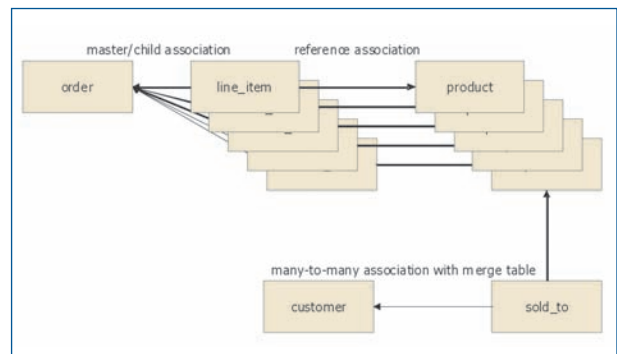 master/child association
reference association
order
line_item
product
many-to-many association with merge table
customer
sold_to